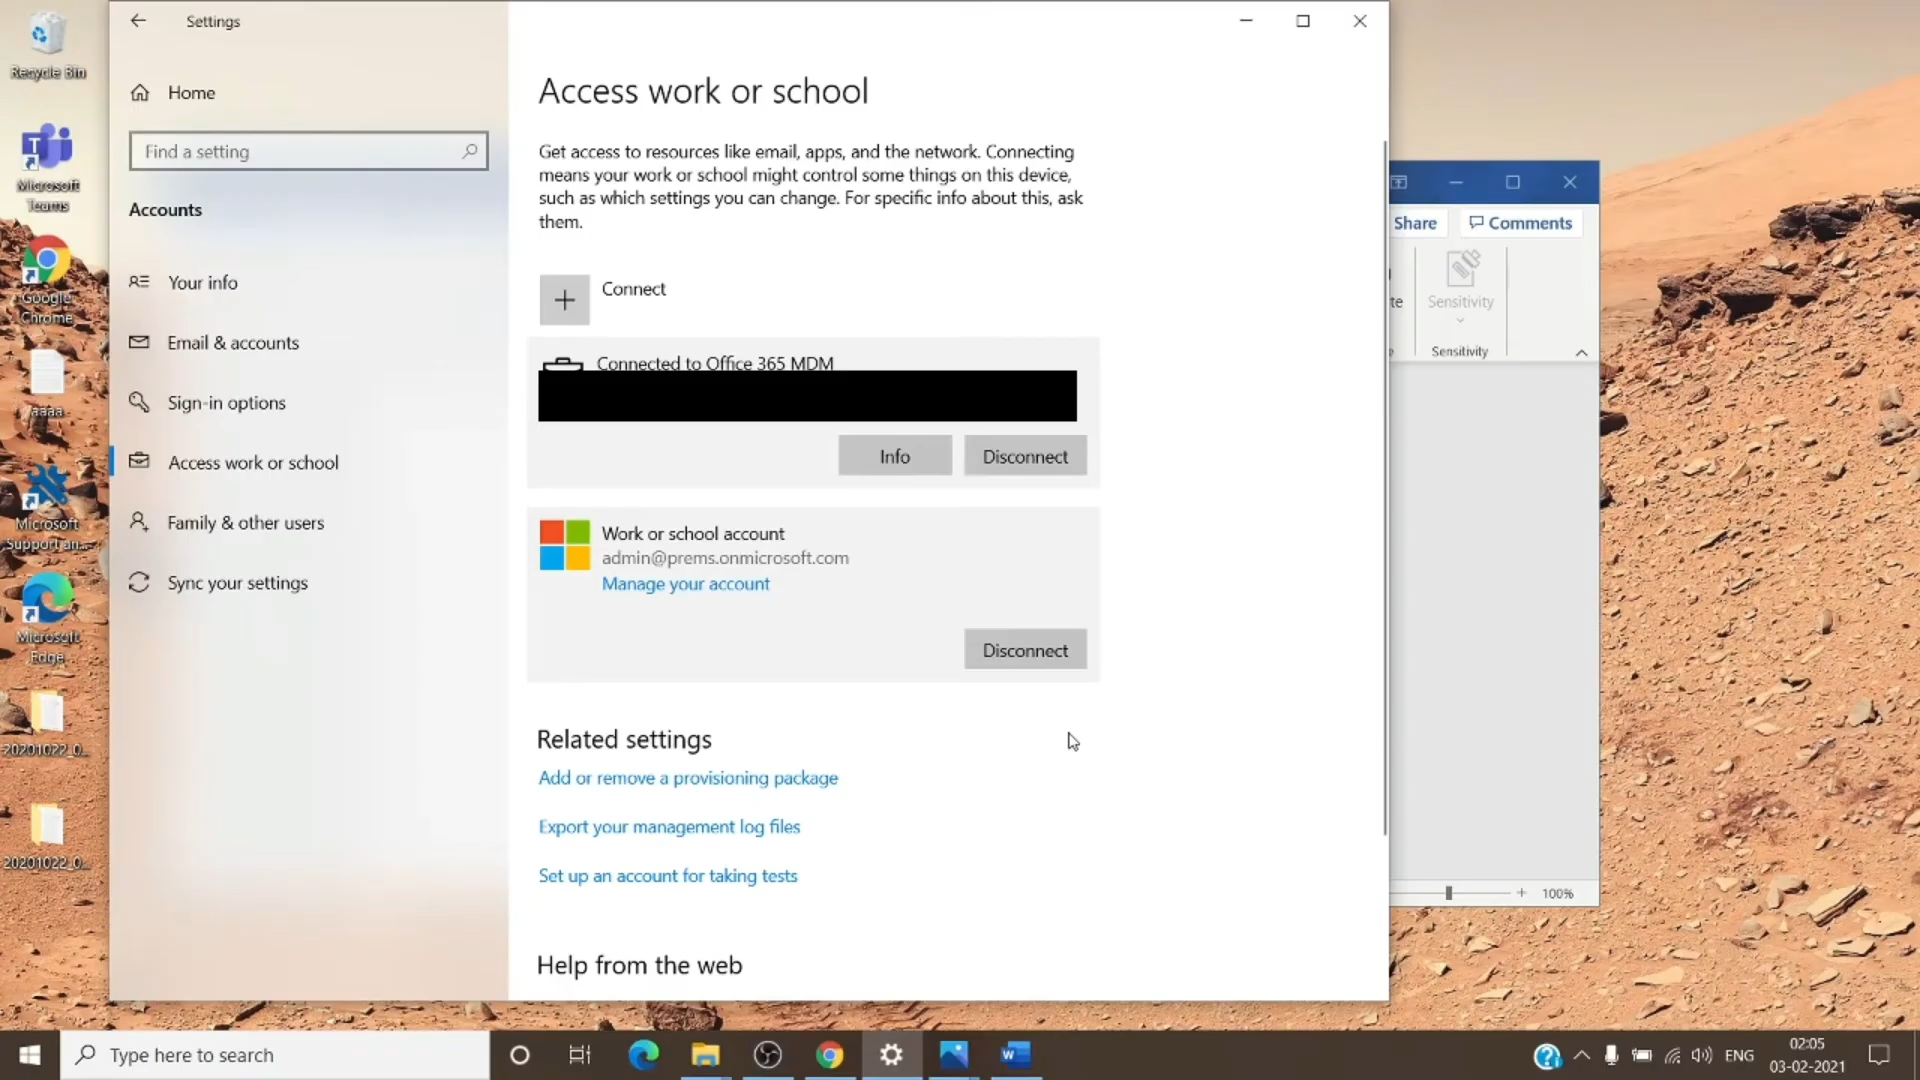 Settings
Home
Find a setting
Accounts
Your info
Email & accounts
Sign-in options
Access work or school
Family & other users
Sync your settings
Access work or school
Get access to resources like email, apps, and the network. Connecting
means your work or school might control some things on this device,
such as which settings you can change. For specific info about this, ask
them.
Connect
Connected to Office 365 MDM
Info
Disconnect
Work or school account
admin@prems.onmicrosoft.com
Manage your account
Disconnect
Related settings
Add or remove a provisioning package
Export your management log files
Set up an account for taking tests
Help from the web
Share
Comments
te
Sensitivity
Sensitivity
100%
Recycle Bin
Microsoft
Teams
Google
Chrome
aaaa
Microsoft
Support an...
Microsoft
Edge
20201022_0...
20201022_0...
Type here to search
ENG
02:05
03-02-2021